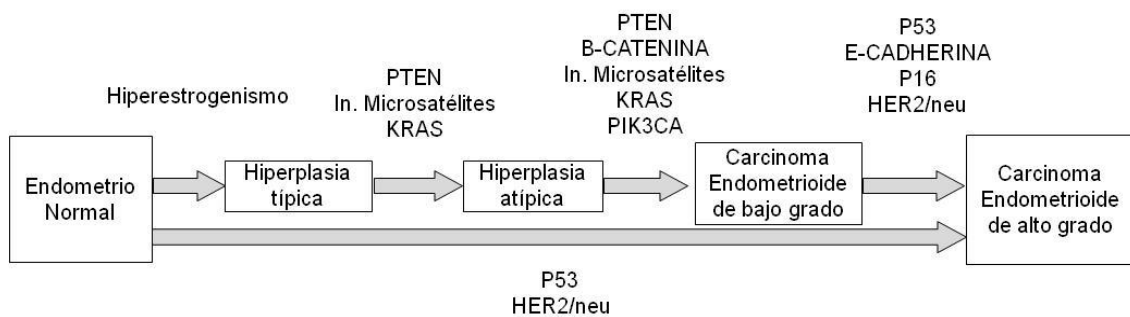 Hiperestrogenismo
PTEN
In. Microsatélites
KRAS
PTEN
B-CATENINA
In. Microsatélites
KRAS
PIK3CA
P53
E-CADHERINA
P16
HER2/neu
Endometrio
Normal
Hiperplasia
típica
Hiperplasia
atípica
Carcinoma
Endometrioide
de bajo grado
Carcinoma
Endometrioide
de alto grado
P53
HER2/neu